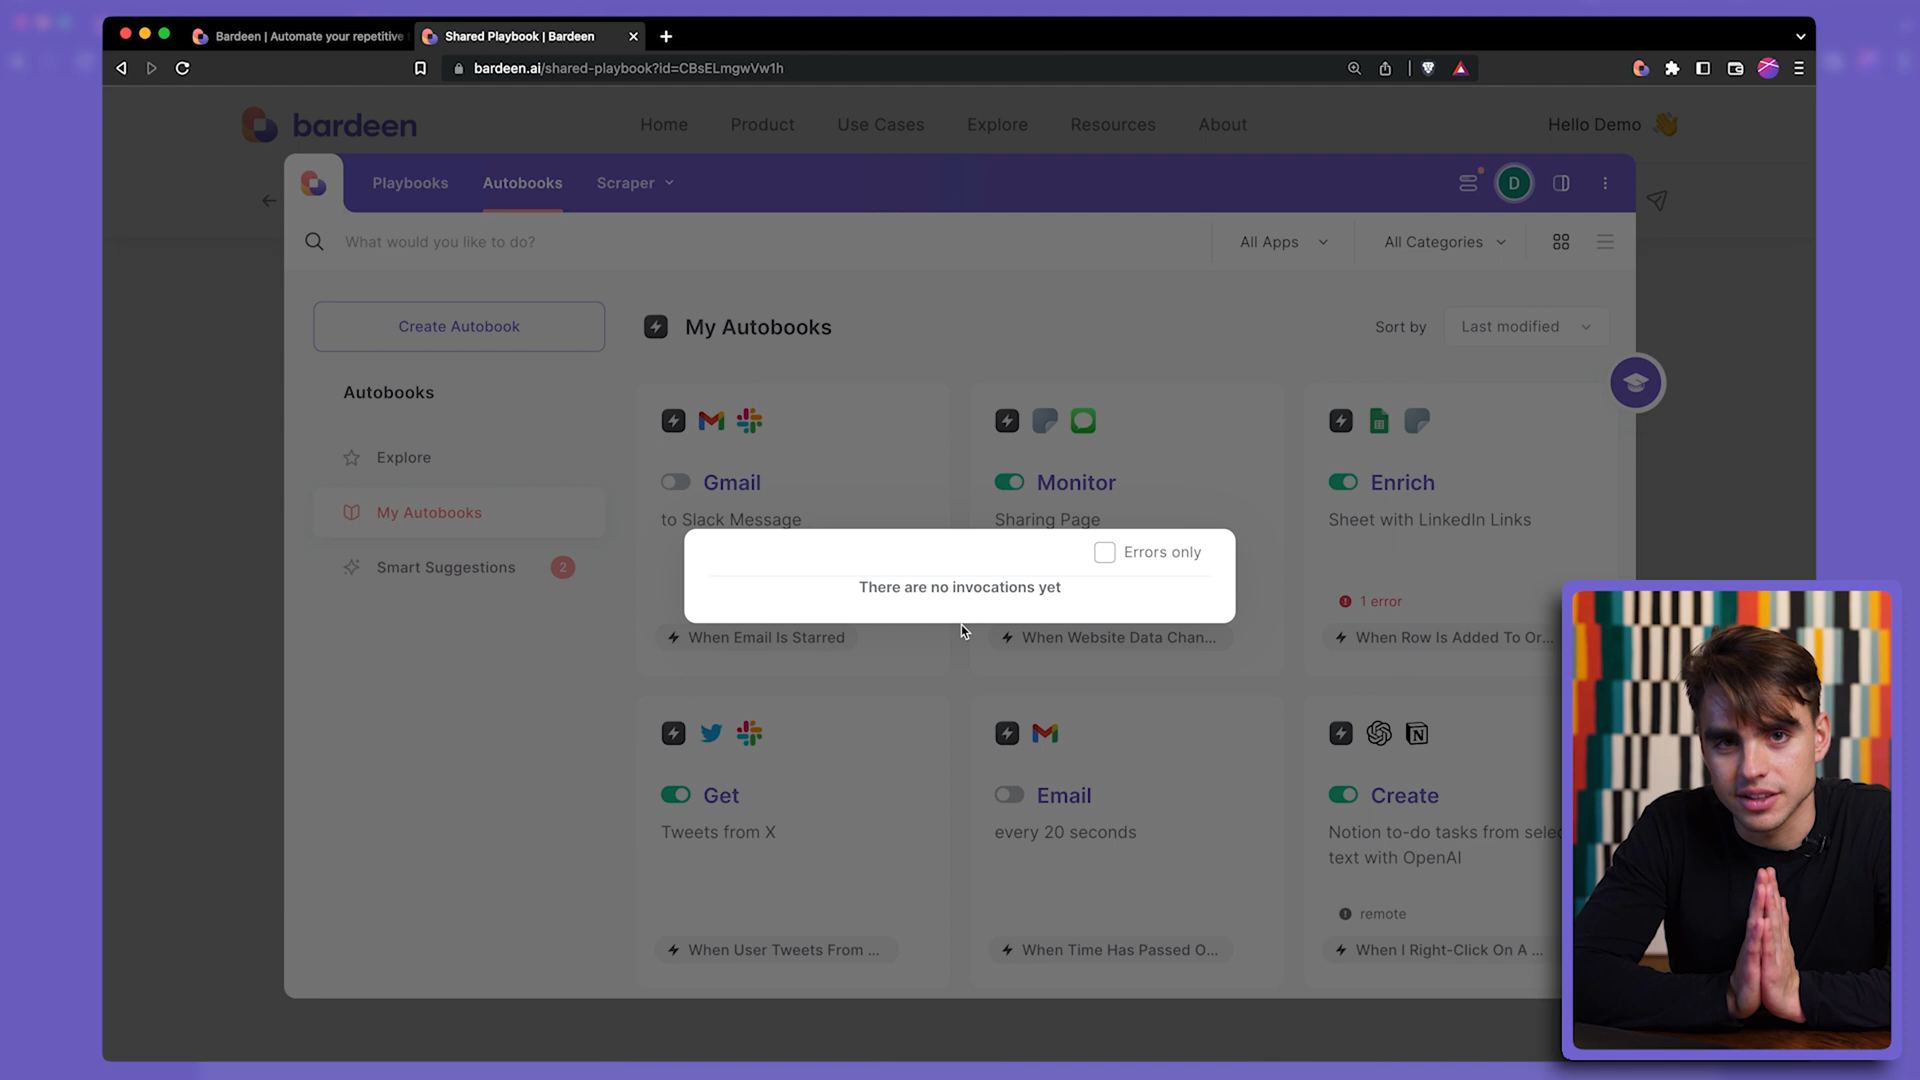 Bardeen | Automate your repetitive
Shared Playbook | Bardeen
bardeen.ai/shared-playbook?id=CBsELmgwVw1h
bardeen
Home
Product
Use Cases
Explore
Resources
About
Hello Demo
Playbooks
Autobooks
Scraper
D
What would you like to do?
All Apps
All Categories
Create Autobook
My Autobooks
Sort by
Last modified
Autobooks
Explore
My Autobooks
Smart Suggestions
2
Gmail
to Slack Message
When Email Is Starred
Monitor
Sharing Page
When Website Data Chan...
Enrich
Sheet with LinkedIn Links
1 error
When Row Is Added To Or...
Errors only
There are no invocations yet
Get
Tweets from X
When User Tweets From ...
Email
every 20 seconds
When Time Has Passed O...
Create
Notion to-do tasks from selec
text with OpenAI
remote
When I Right-Click On A ...